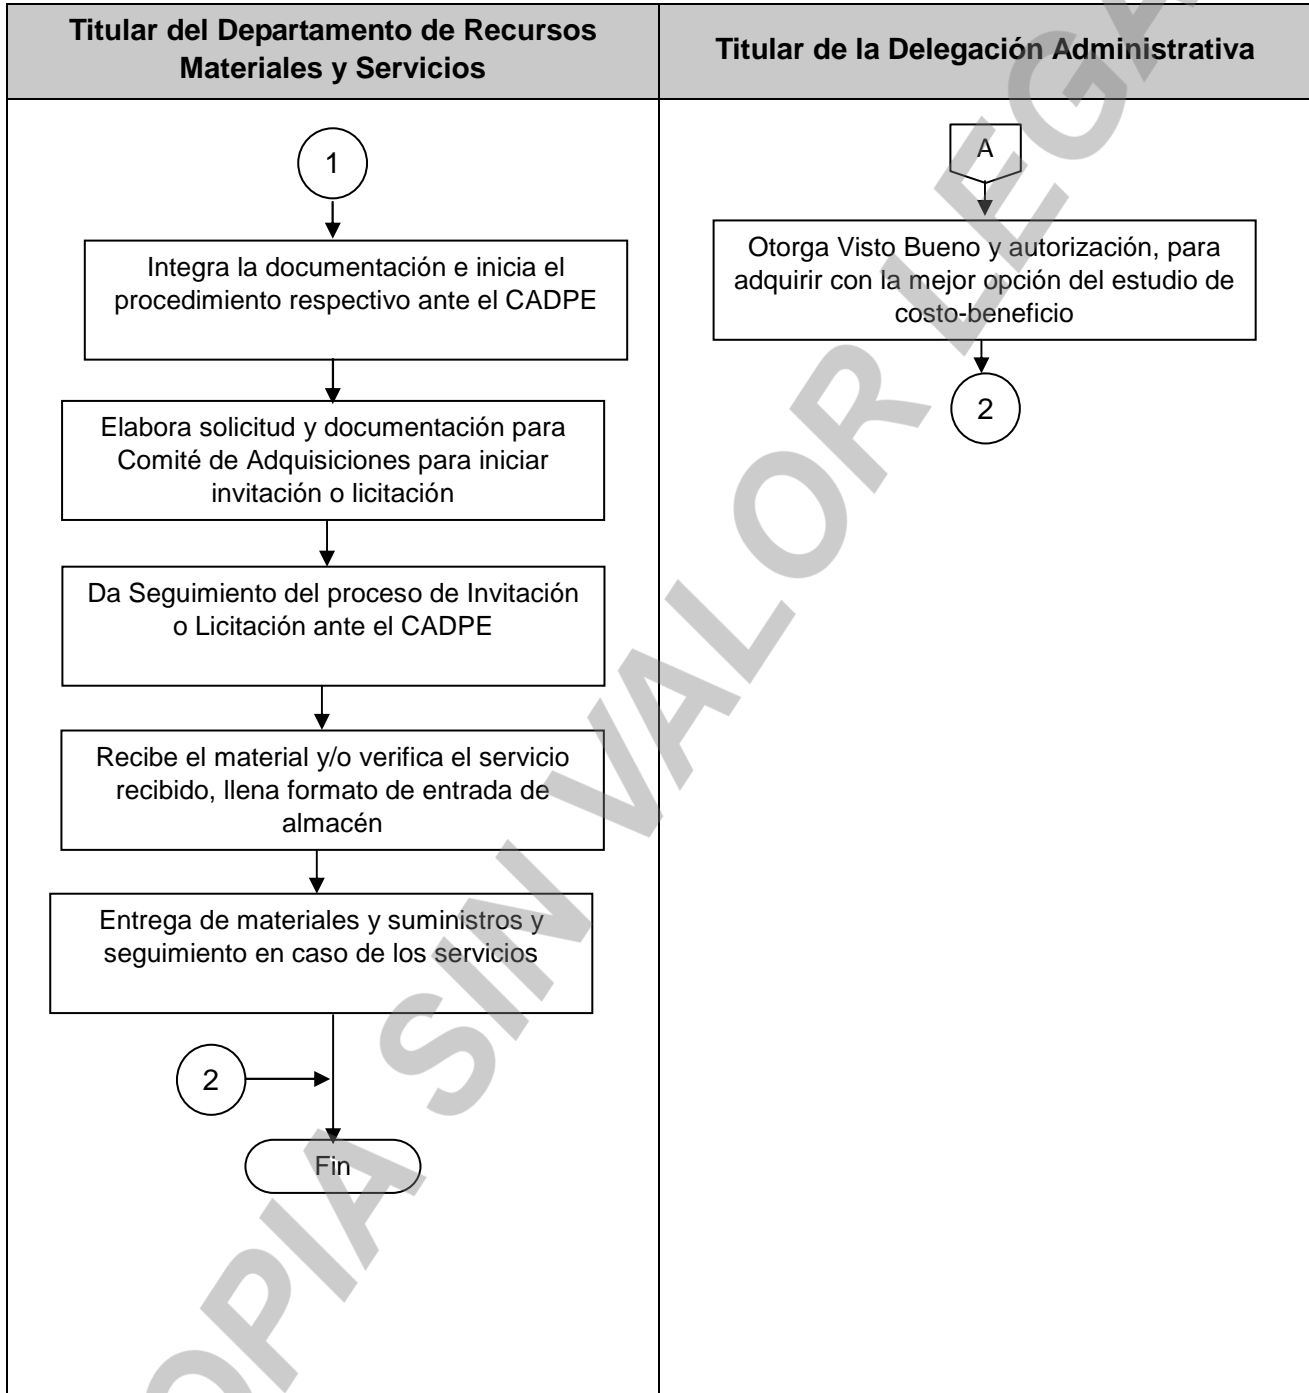 Titular del Departamento de Recursos
Materiales y Servicios
Titular de la Delegación Administrativa
1
Integra la documentación e inicia el
procedimiento respectivo ante el CADPE
Elabora solicitud y documentación para
Comité de Adquisiciones para iniciar
invitación o licitación
Da Seguimiento del proceso de Invitación
o Licitación ante el CADPE
Recibe el material y/o verifica el servicio
recibido, llena formato de entrada de
almacén
Entrega de materiales y suministros y
seguimiento en caso de los servicios
2
Fin
A
Otorga Visto Bueno y autorización, para
adquirir con la mejor opción del estudio de
costo-beneficio
2
OPIA SIN VALOR LEGA